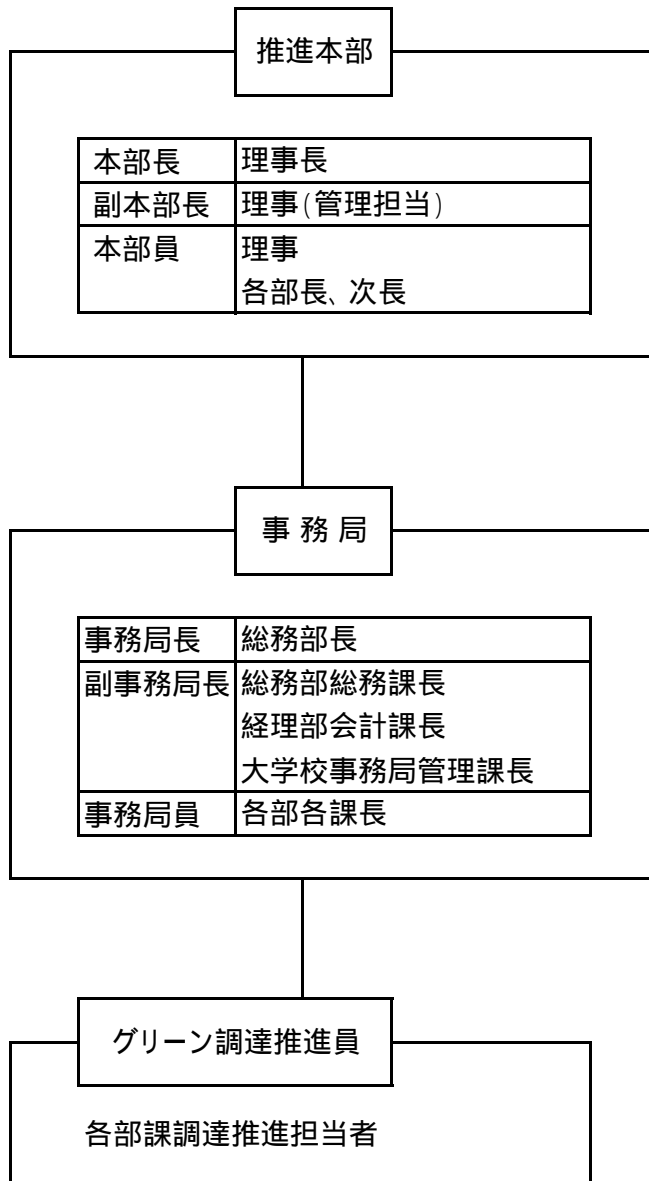 推進本部
本部長 理事長
副本部長 理事(管理担当)
本部員 理事
各部長、次長
事務局
事務局長 総務部長
副事務局長 総務部総務課長
経理部会計課長
大学校事務局管理課長
事務局員 各部各課長
グリーン調達推進員
各部課調達推進担当者